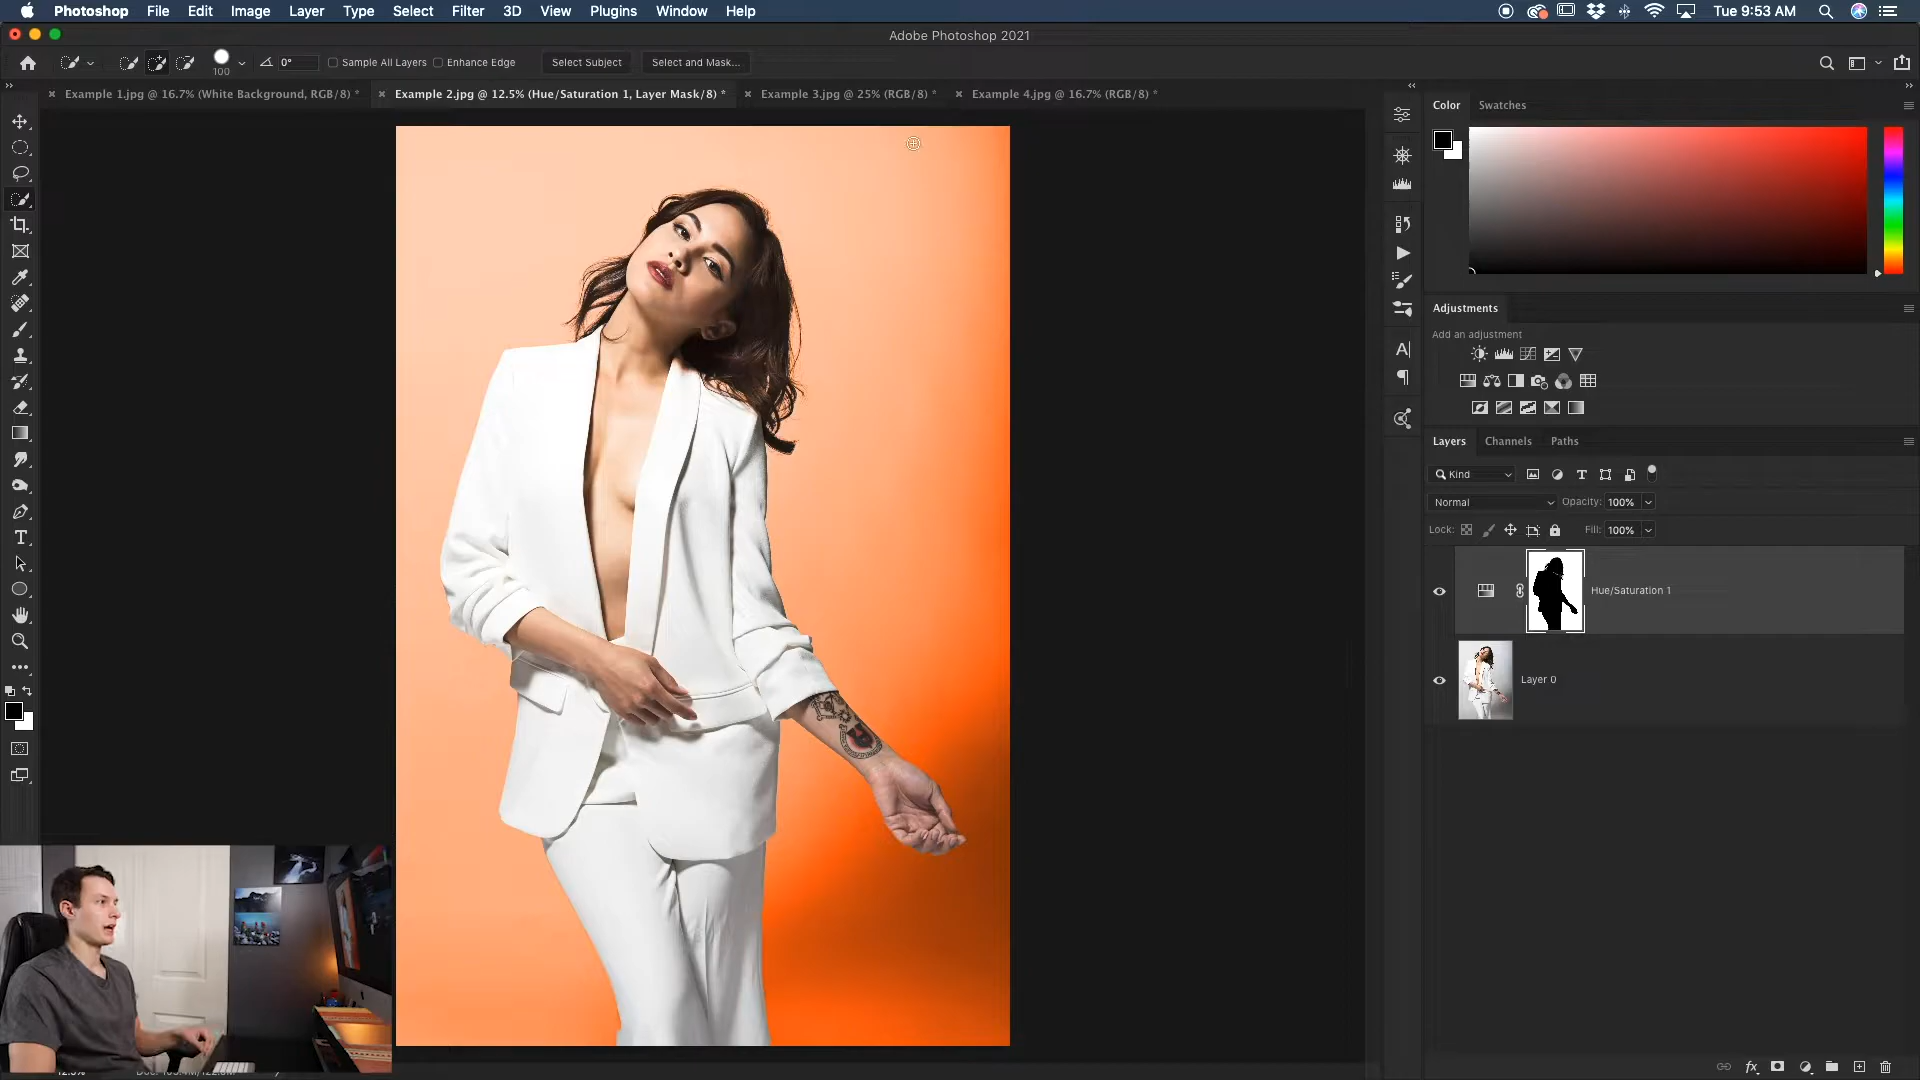 Photoshop File Edit Image Layer Type Select Filter 3D View Plugins Window Help Tue 9:53 AM
Adobe Photoshop 2021
100 0° Sample All Layers Enhance Edge Select Subject Select and Mask...
Example 1.jpg @ 16.7% (White Background, RGB/8) * Example 2.jpg @ 12.5% (Hue/Saturation 1, Layer Mask/8) * Example 3.jpg @ 25% (RGB/8) * Example 4.jpg @ 16.7% (RGB/8) *
Color Swatches
Adjustments
Add an adjustment
Layers Channels Paths
Kind
Normal Opacity: 100%
Lock: Fill: 100%
Hue/Saturation 1
Layer 0